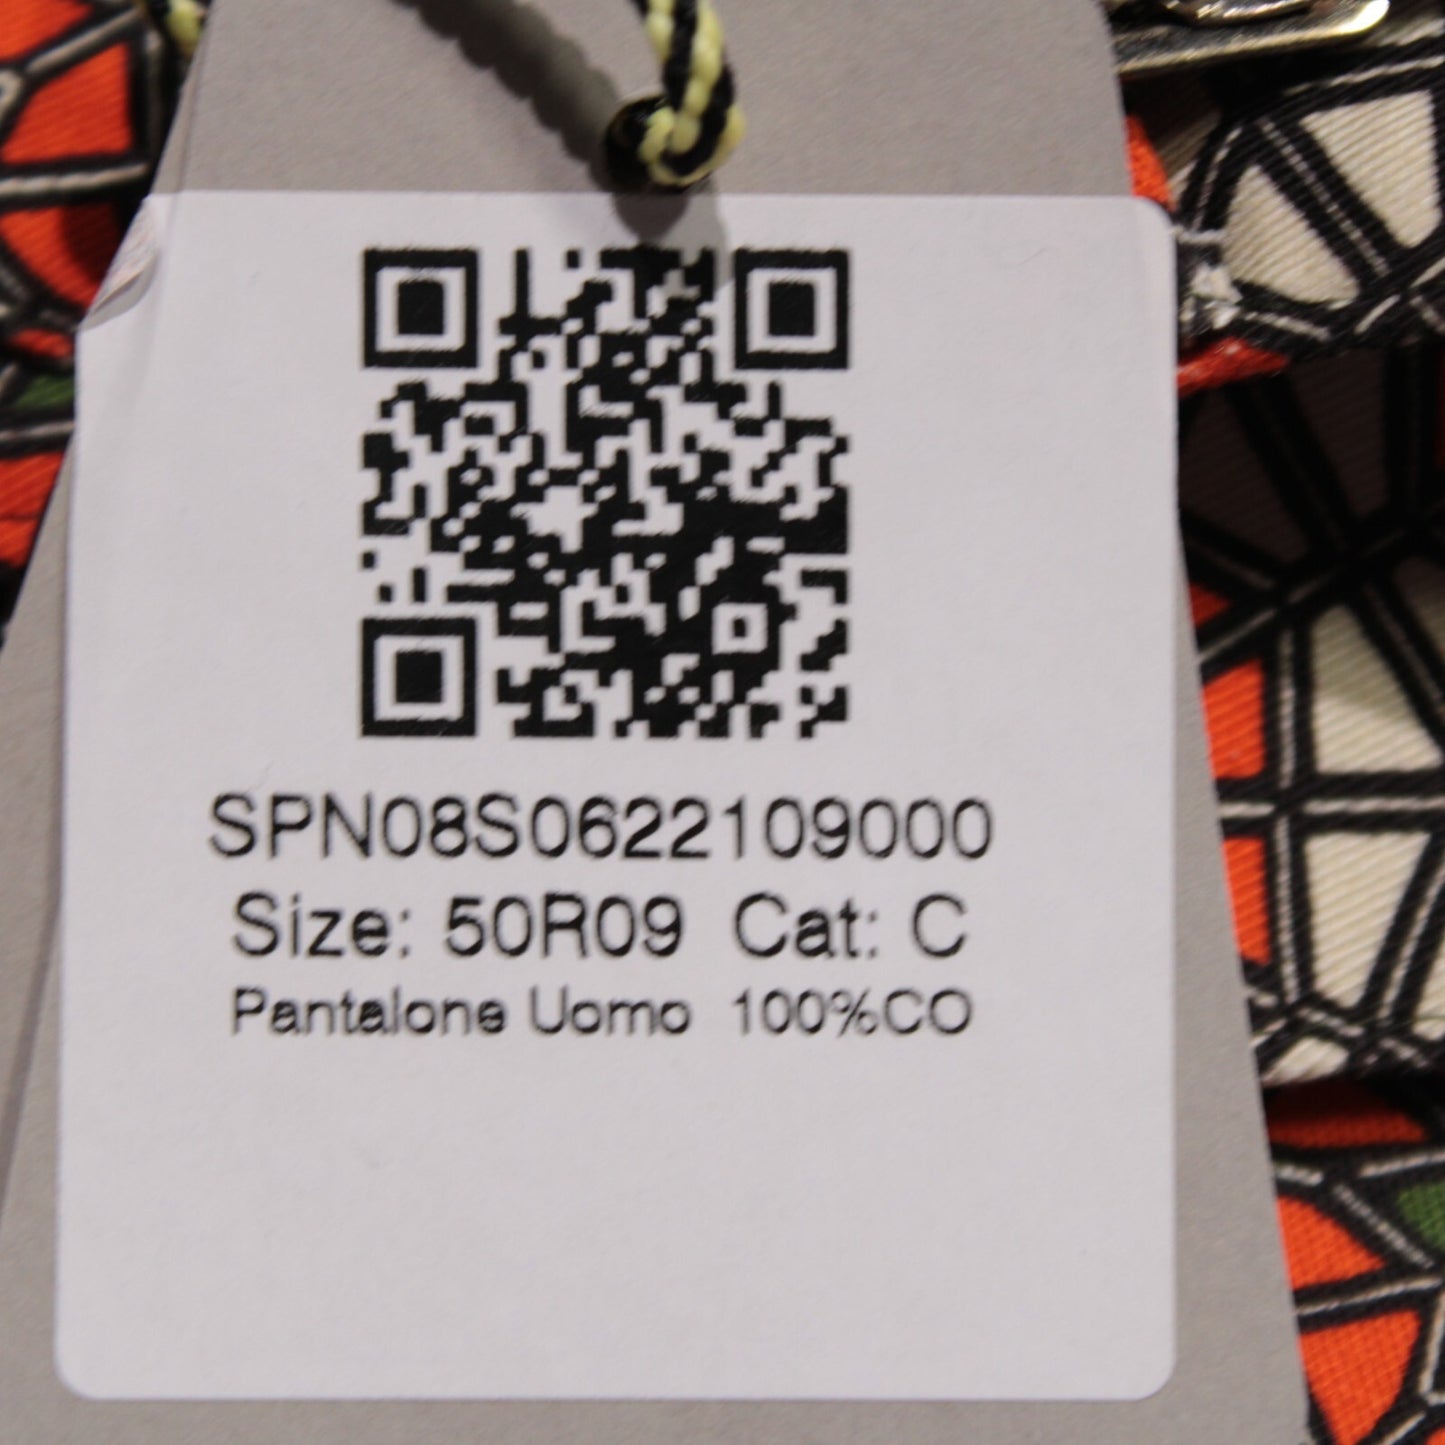 SPN08S0622109000
Size: 50R09 Cat: C
Pantalone Uomo 100%CO